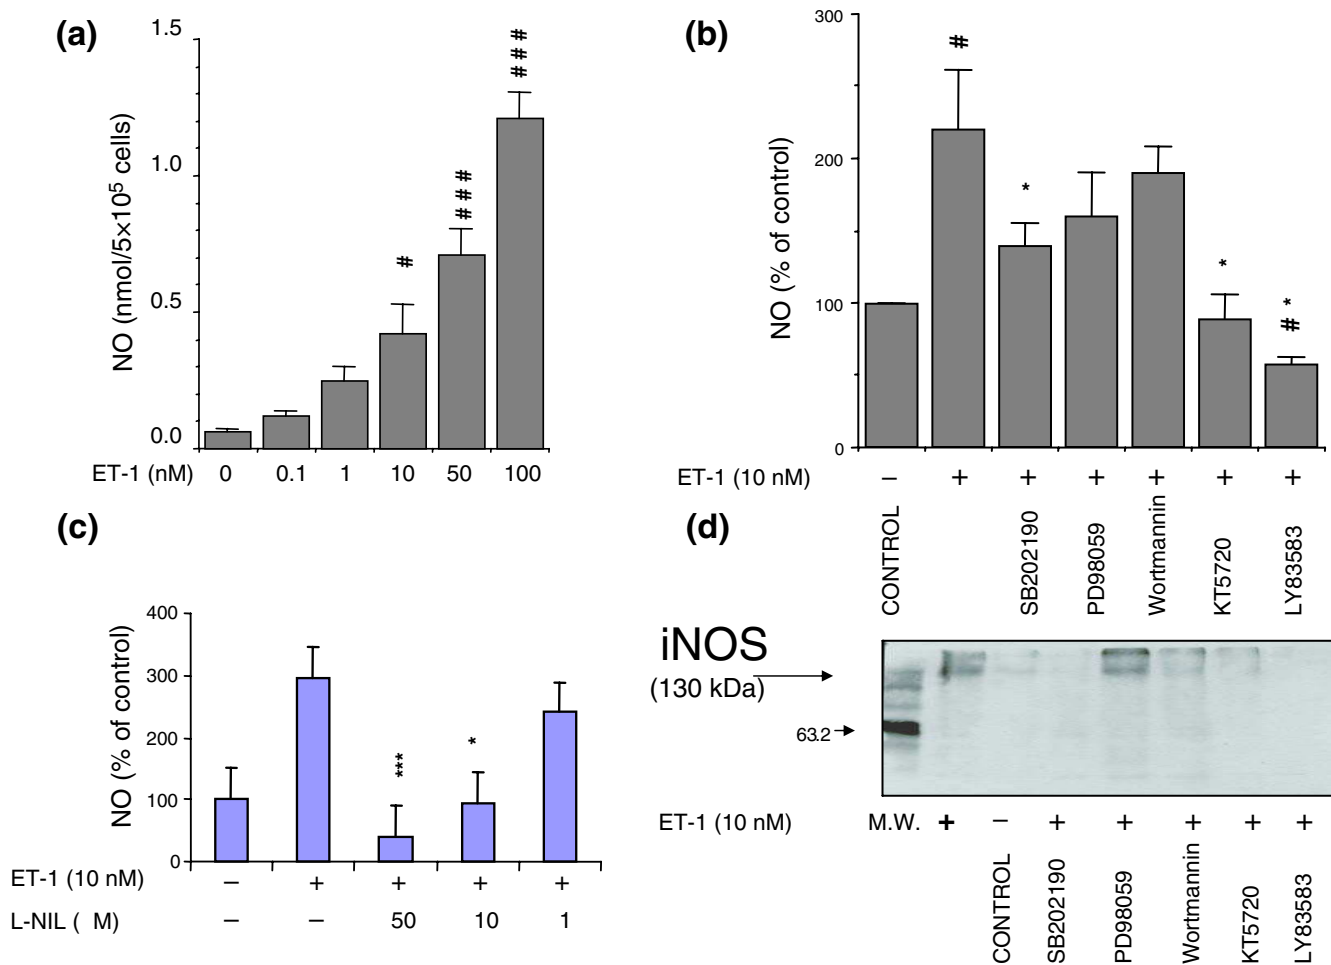 (a)
NO (nmol/5×10⁵ cells)
1.5
1.0
0.5
0.0
#
###
###
ET-1 (nM) 0 0.1 1 10 50 100
(b)
NO (% of control)
300
200
100
0
#
*
*
*
#
ET-1 (10 nM) – + + + + + +
CONTROL
SB202190
PD98059
Wortmannin
KT5720
LY83583
(c)
NO (% of control)
400
300
200
100
0
***
*
ET-1 (10 nM) – + + + +
L-NIL ( M) – – 50 10 1
(d)
iNOS
(130 kDa)
63.2
ET-1 (10 nM) M.W. + – + + + + +
CONTROL
SB202190
PD98059
Wortmannin
KT5720
LY83583